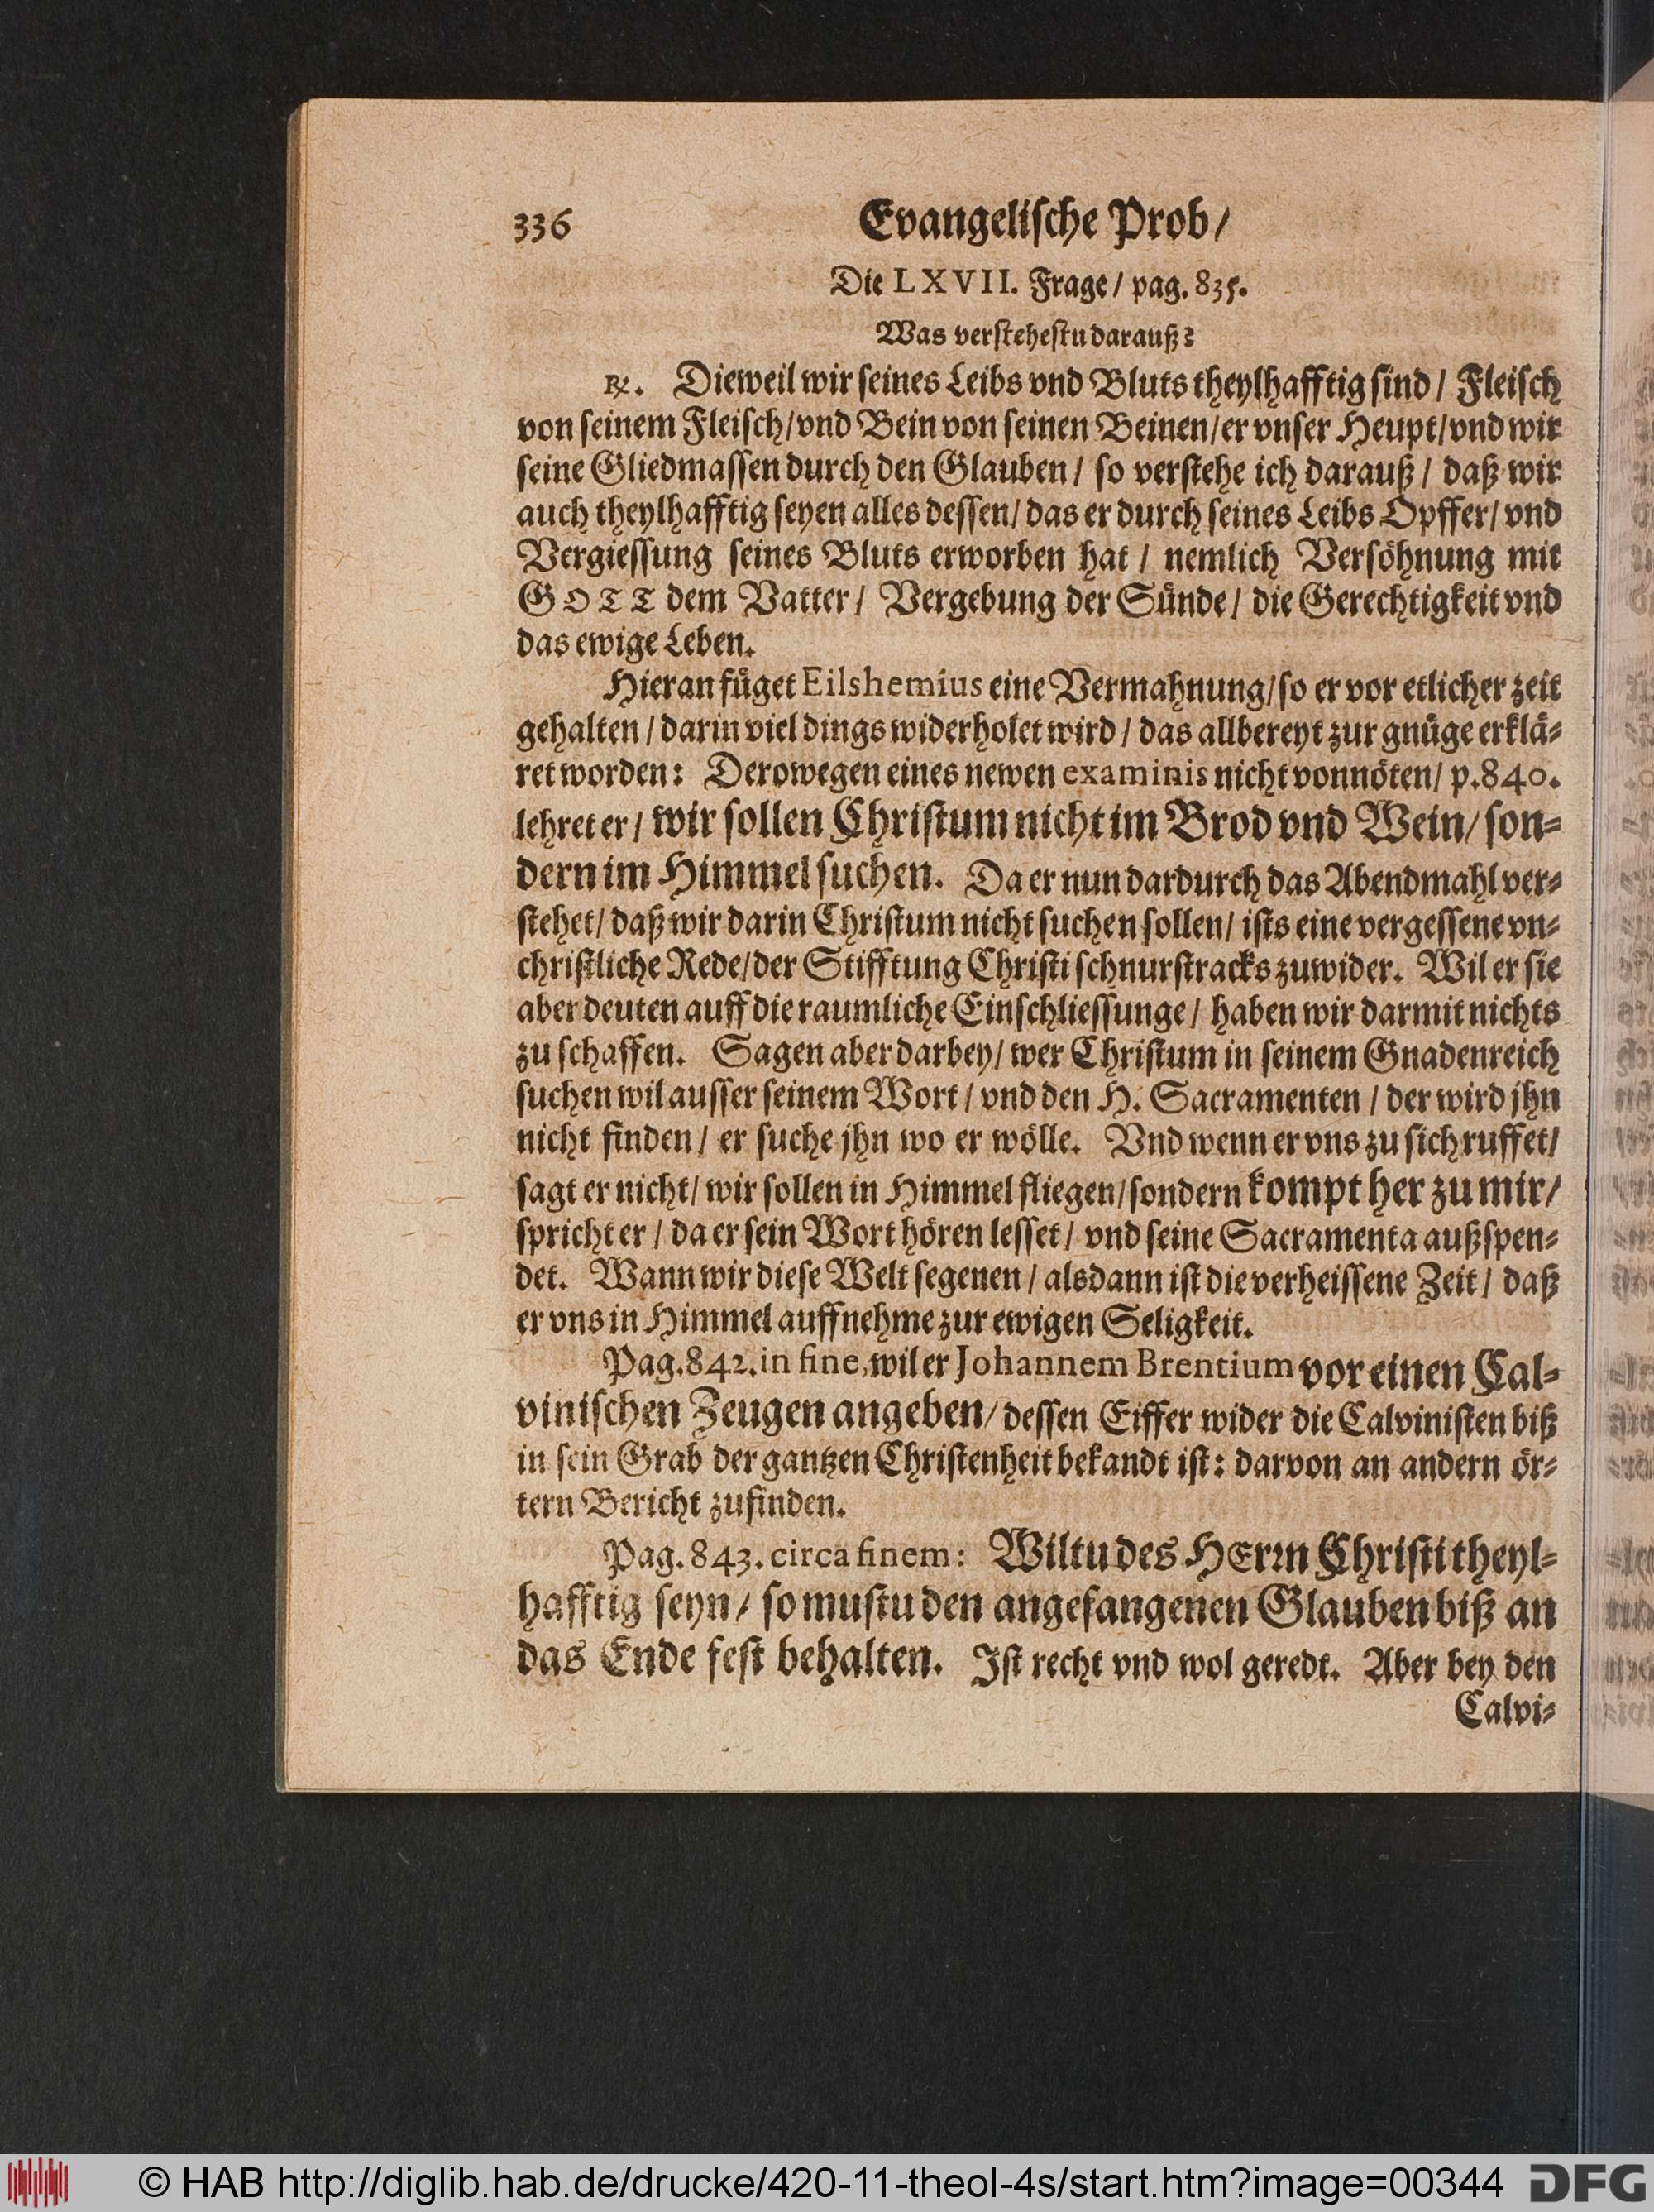 336 Evangelische Prob/
Die LXVII. Frage/ pag. 835.
Was verstehestu darauß?
℞. Dieweil wir seines Leibs vnd Bluts theylhafftig sind/ Fleisch
von seinem Fleisch/ vnd Bein von seinen Beinen/ er vnser Heupt/ vnd wir
seine Gliedmassen durch den Glauben/ so verstehe ich darauß/ daß wir
auch theylhafftig seyen alles dessen/ das er durch seines Leibs Opffer/ vnd
Vergiessung seines Bluts erworben hat/ nemlich Versöhnung mit
GOTT dem Vatter/ Vergebung der Sünde/ die Gerechtigkeit vnd
das ewige Leben.
Hieran füget Eilshemius eine Vermahnung/ so er vor etlicher zeit
gehalten/ darin viel dings widerholet wird/ das allbereyt zur gnüge erklä-
ret worden: Derowegen eines newen examinis nicht vonnöten/ p. 840.
lehret er/ wir sollen Christum nicht im Brod vnd Wein/ son-
dern im Himmel suchen. Da er nun dardurch das Abendmahl ver-
stehet/ daß wir darin Christum nicht suchen sollen/ ists eine vergessene vn-
christliche Rede/ der Stifftung Christi schnurstracks zuwider. Wil er sie
aber deuten auff die raumliche Einschliessunge/ haben wir darmit nichts
zu schaffen. Sagen aber darbey/ wer Christum in seinem Gnadenreich
suchen wil ausser seinem Wort/ vnd den H. Sacramenten/ der wird jhn
nicht finden/ er suche jhn wo er wölle. Vnd wenn er vns zu sich ruffet/
sagt er nicht/ wir sollen in Himmel fliegen/ sondern kompt her zu mir/
spricht er/ da er sein Wort hören lesset/ vnd seine Sacramenta außspen-
det. Wann wir diese Welt segenen/ alsdann ist die verheissene Zeit/ daß
er vns in Himmel auffnehme zur ewigen Seligkeit.
Pag. 842. in fine, wil er Johannem Brentium vor einen Cal-
vinischen Zeugen angeben/ dessen Eiffer wider die Calvinisten biß
in sein Grab der gantzen Christenheit bekandt ist: darvon an andern ör-
tern Bericht zufinden.
Pag. 843. circa finem: Wiltu des HErrn Christi theyl-
hafftig seyn/ so mustu den angefangenen Glauben biß an
das Ende fest behalten. Ist recht vnd wol geredt. Aber bey den
Calvi-
© HAB http://diglib.hab.de/drucke/420-11-theol-4s/start.htm?image=00344 DFG